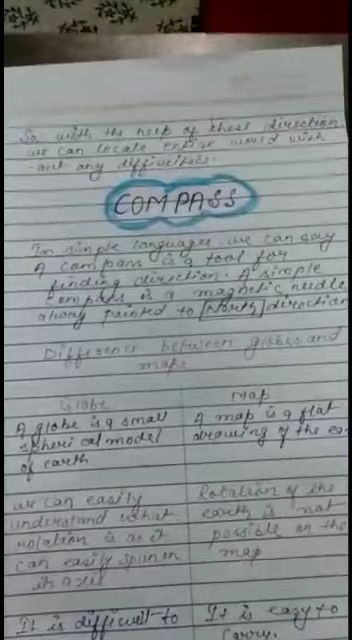 So with the help of these direction
we can locate entire world with
-out any difficulties.
COMPASS
In simple languages, we can say
A compass is a tool for
finding direction. A simple
compass is a magnetic needle
always pointed to [North] direction
Difference between globes and
maps
Globe
A globe is a small
spherical model
of earth
we can easily
understand what
rotation is as it
can easily spun on
its axis
It is difficult to
Map
A map is a flat
drawing of the
Rotation of the
earth is not
possible on the
map
It is easy to
carry.